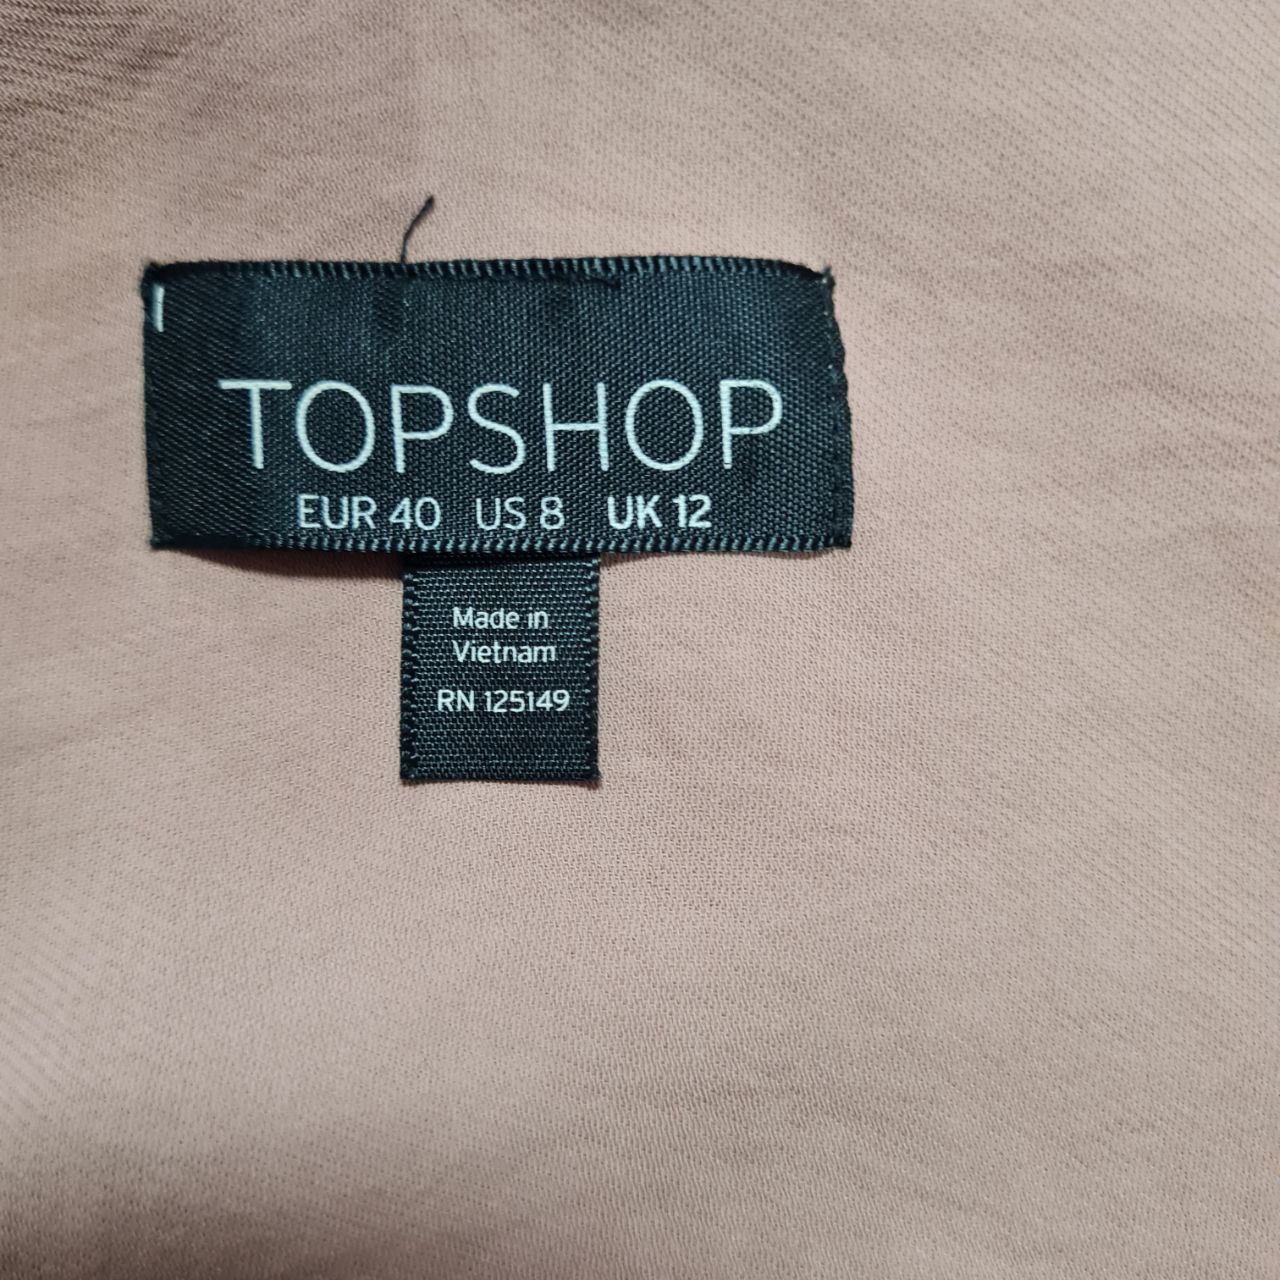 TOPSHOP
EUR 40 US 8 UK 12
Made in
Vietnam
RN 125149